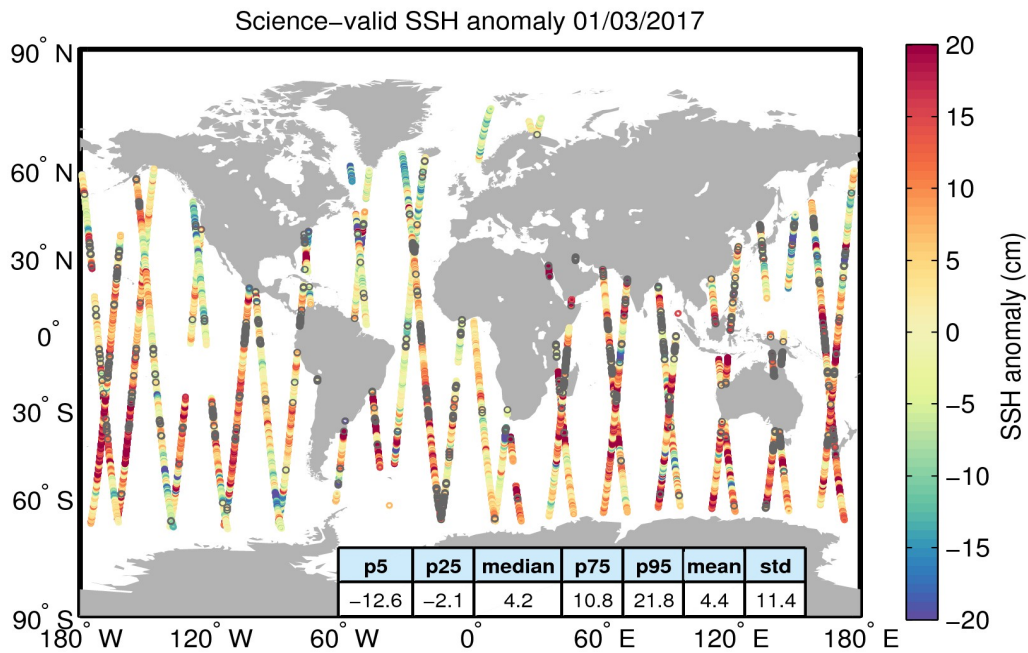 Science−valid SSH anomaly 01/03/2017
90° N
60° N
30° N
0°
30° S
60° S
90° S
180° W
120° W
60° W
0°
60° E
120° E
180° E
p5 p25 median p75 p95 mean std
−12.6 −2.1 4.2 10.8 21.8 4.4 11.4
20
15
10
5
0
−5
−10
−15
−20
SSH anomaly (cm)